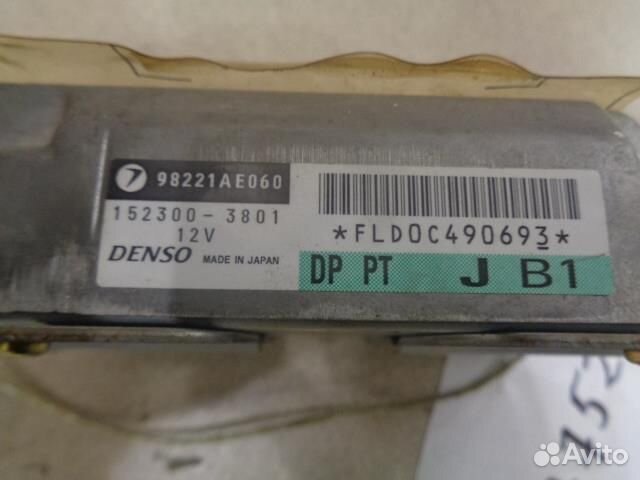 98221AE060
152300-3801
12V
DENSO MADE IN JAPAN
*FLD0C490693*
DP PT J B1
Avito